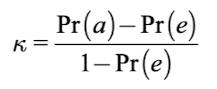 κ = Pr(a) − Pr(e) / 1 − Pr(e)